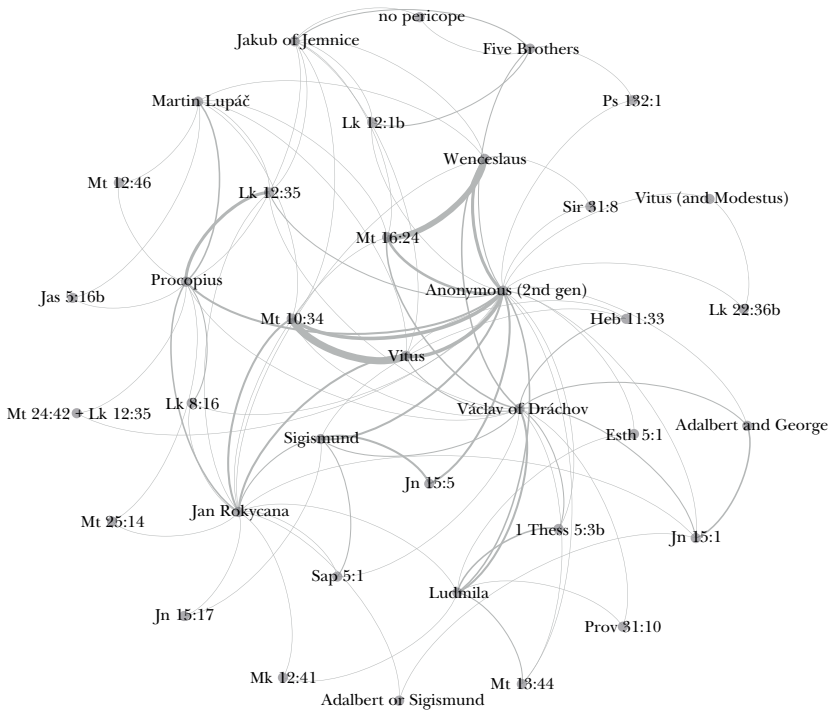 no pericope
Jakub of Jemnice
Five Brothers
Martin Lupáč
Ps 132:1
Lk 12:1b
Wenceslaus
Mt 12:46
Lk 12:35
Sir 31:8
Vitus (and Modestus)
Mt 16:24
Procopius
Anonymous (2nd gen)
Jas 5:16b
Lk 22:36b
Mt 10:34
Heb 11:33
Vitus
Lk 8:16
Václav of Dráchov
Mt 24:42 + Lk 12:35
Adalbert and George
Sigismund
Esth 5:1
Jn 15:5
Jan Rokycana
Mt 25:14
1 Thess 5:3b
Jn 15:1
Sap 5:1
Ludmila
Jn 15:17
Prov 31:10
Mk 12:41
Mt 13:44
Adalbert or Sigismund